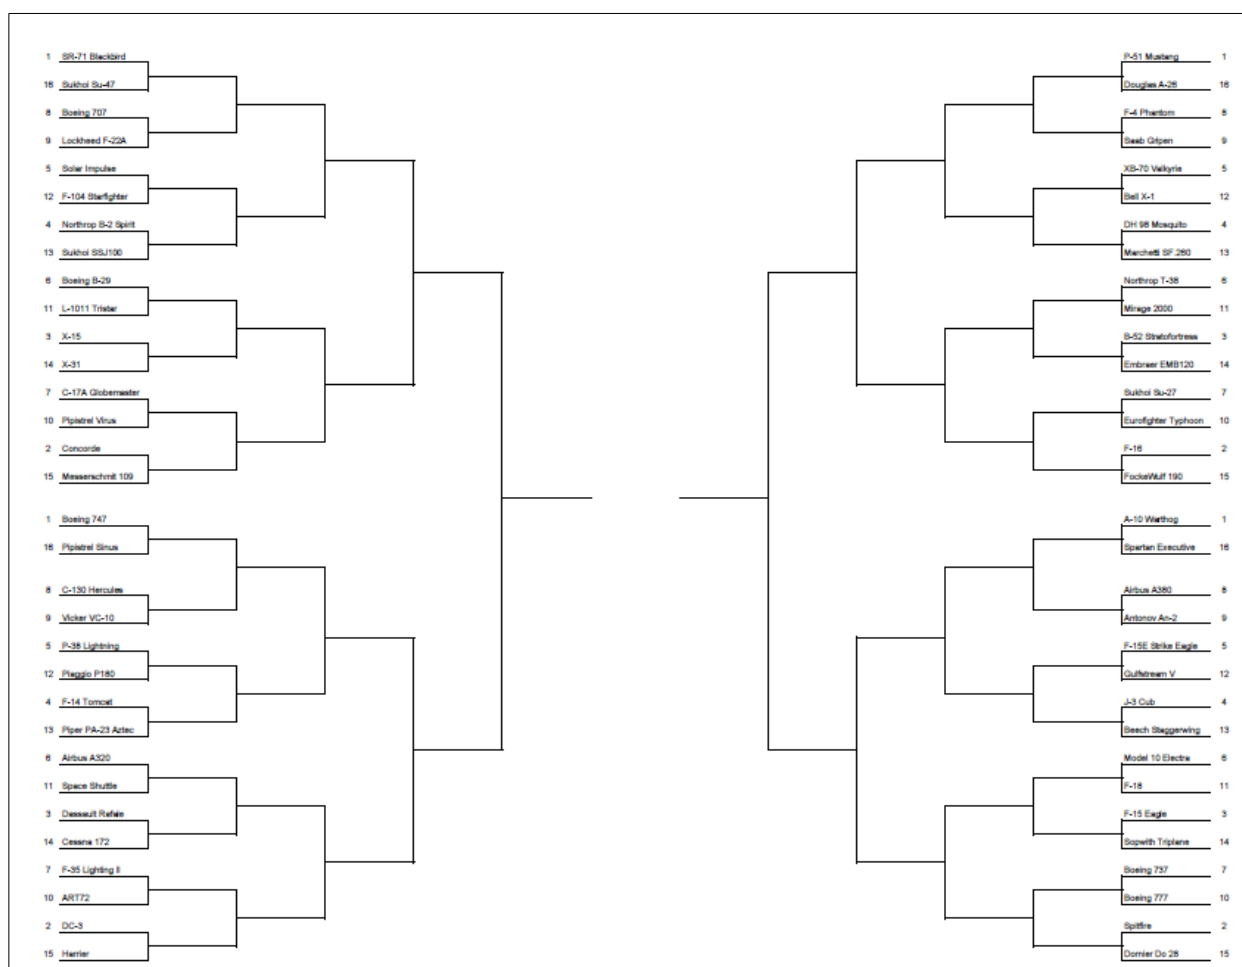 1 SR-71 Blackbird
16 Sukhoi Su-47
8 Boeing 707
9 Lockheed F-22A
5 Solar Impulse
12 F-104 Starfighter
4 Northrop B-2 Spirit
13 Sukhoi SSJ100
6 Boeing B-29
11 L-1011 Tristar
3 X-15
14 X-31
7 C-17A Globemaster
10 Pipistrel Virus
2 Concorde
15 Messerschmit 109
1 Boeing 747
16 Pipistrel Sinus
8 C-130 Hercules
9 Vicker VC-10
5 P-38 Lightning
12 Piaggio P180
4 F-14 Tomcat
13 Piper PA-23 Aztec
6 Airbus A320
11 Space Shuttle
3 Dassault Rafale
14 Cessna 172
7 F-35 Lighting II
10 ART72
2 DC-3
15 Harrier
P-51 Mustang 1
Douglas A-26 16
F-4 Phantom 8
Saab Gripen 9
XB-70 Valkyrie 5
Bell X-1 12
DH 98 Mosquito 4
Marchetti SF.260 13
Northrop T-38 6
Mirage 2000 11
B-52 Stratofortress 3
Embraer EMB120 14
Sukhoi Su-27 7
Eurofighter Typhoon 10
F-16 2
FockeWulf 190 15
A-10 Warthog 1
Spartan Executive 16
Airbus A380 8
Antonov An-2 9
F-15E Strike Eagle 5
Gulfstream V 12
J-3 Cub 4
Beech Staggerwing 13
Model 10 Electra 6
F-18 11
F-15 Eagle 3
Sopwith Triplane 14
Boeing 737 7
Boeing 777 10
Spitfire 2
Dornier Do 28 15